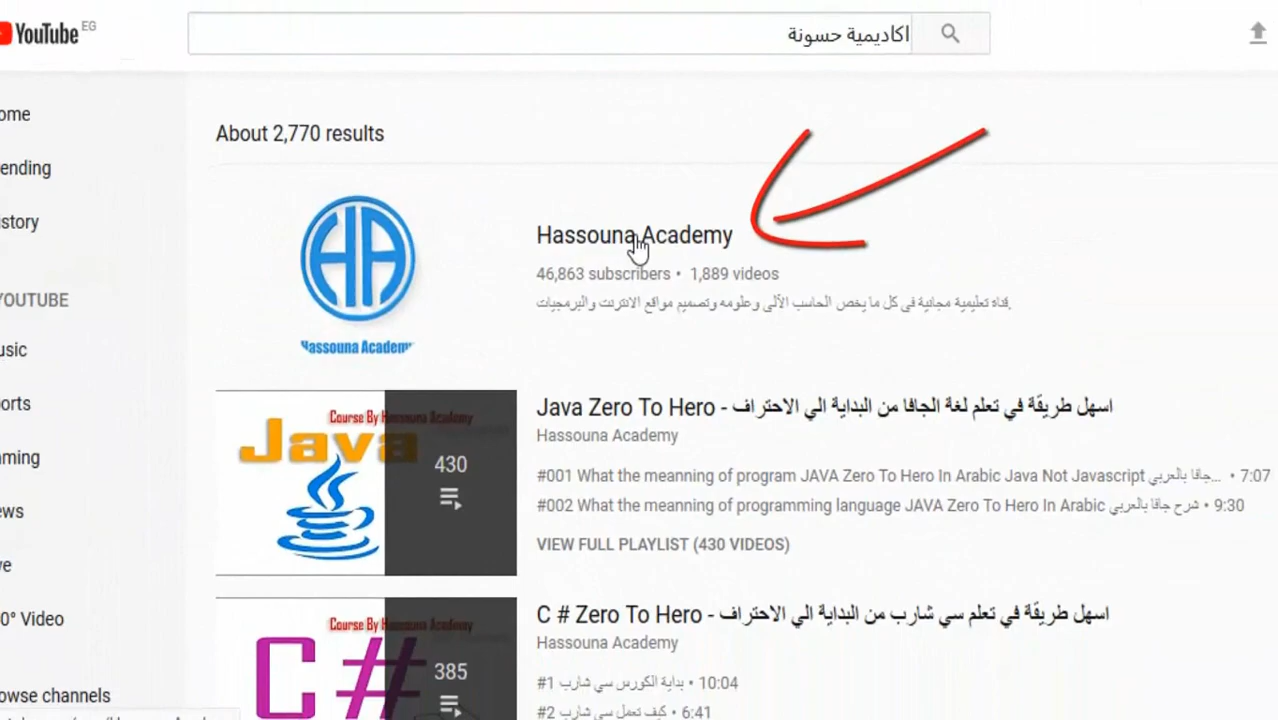 YouTube EG
اكاديمية حسونة
ome
ending
istory
YOUTUBE
usic
orts
ming
ews
ve
0° Video
owse channels
About 2,770 results
HA
Hassouna Academy
Hassouna Academy
46,863 subscribers • 1,889 videos
قناه تعليمية مجانية فى كل ما يخص الحاسب الآلى وعلومه وتصميم مواقع الانترنت والبرمجيات.
Course By Hassouna Academy
Java
430
Java Zero To Hero - اسهل طريقة في تعلم لغة الجافا من البداية الي الاحتراف
Hassouna Academy
#001 What the meanning of program JAVA Zero To Hero In Arabic Java Not Javascript جافا بالعربي... • 7:07
#002 What the meanning of programming language JAVA Zero To Hero In Arabic شرح جافا بالعربي • 9:30
VIEW FULL PLAYLIST (430 VIDEOS)
Course By Hassouna Academy
C#
385
C # Zero To Hero - اسهل طريقة في تعلم سي شارب من البداية الي الاحتراف
Hassouna Academy
#1 بداية الكورس سي شارب • 10:04
#2 كيف تعمل سي شارب • 6:41